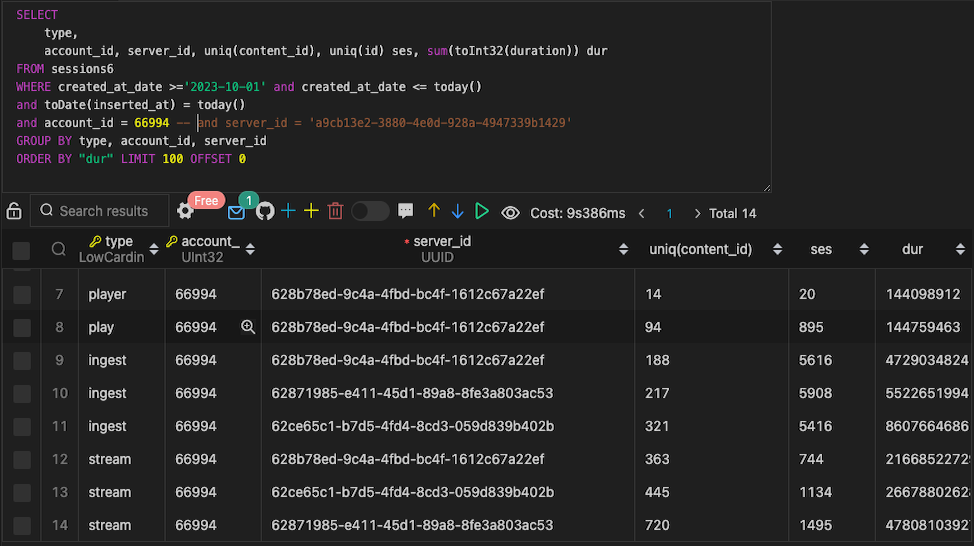 SELECT
type,
account_id, server_id, uniq(content_id), uniq(id) ses, sum(toInt32(duration)) dur
FROM sessions6
WHERE created_at_date >='2023-10-01' and created_at_date <= today()
and toDate(inserted_at) = today()
and account_id = 66994 -- and server_id = 'a9cb13e2-3880-4e0d-928a-4947339b1429'
GROUP BY type, account_id, server_id
ORDER BY "dur" LIMIT 100 OFFSET 0
Search results Free 1 Cost: 9s386ms 1 Total 14
type account_ server_id uniq(content_id) ses dur
LowCardin UInt32 UUID
7 player 66994 628b78ed-9c4a-4fbd-bc4f-1612c67a22ef 14 20 144098912
8 play 66994 628b78ed-9c4a-4fbd-bc4f-1612c67a22ef 94 895 144759463
9 ingest 66994 628b78ed-9c4a-4fbd-bc4f-1612c67a22ef 188 5616 4729034824
10 ingest 66994 62871985-e411-45d1-89a8-8fe3a803ac53 217 5908 5522651994
11 ingest 66994 62ce65c1-b7d5-4fd4-8cd3-059d839b402b 321 5416 8607664686
12 stream 66994 628b78ed-9c4a-4fbd-bc4f-1612c67a22ef 363 744 2166852272
13 stream 66994 62ce65c1-b7d5-4fd4-8cd3-059d839b402b 445 1134 266788026
14 stream 66994 62871985-e411-45d1-89a8-8fe3a803ac53 720 1495 478081039